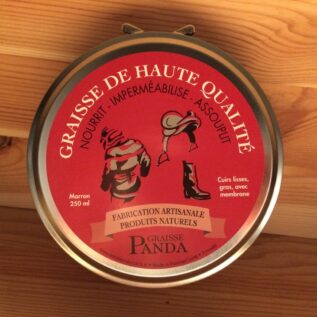 GRAISSE DE HAUTE QUALITÉ
NOURRIT - IMPERMÉABILISE - ASSOUPLIT
Marron
250 ml
Cuirs lisses,
gras, avec
membrane
FABRICATION ARTISANALE
PRODUITS NATURELS
GRAISSE
PANDA